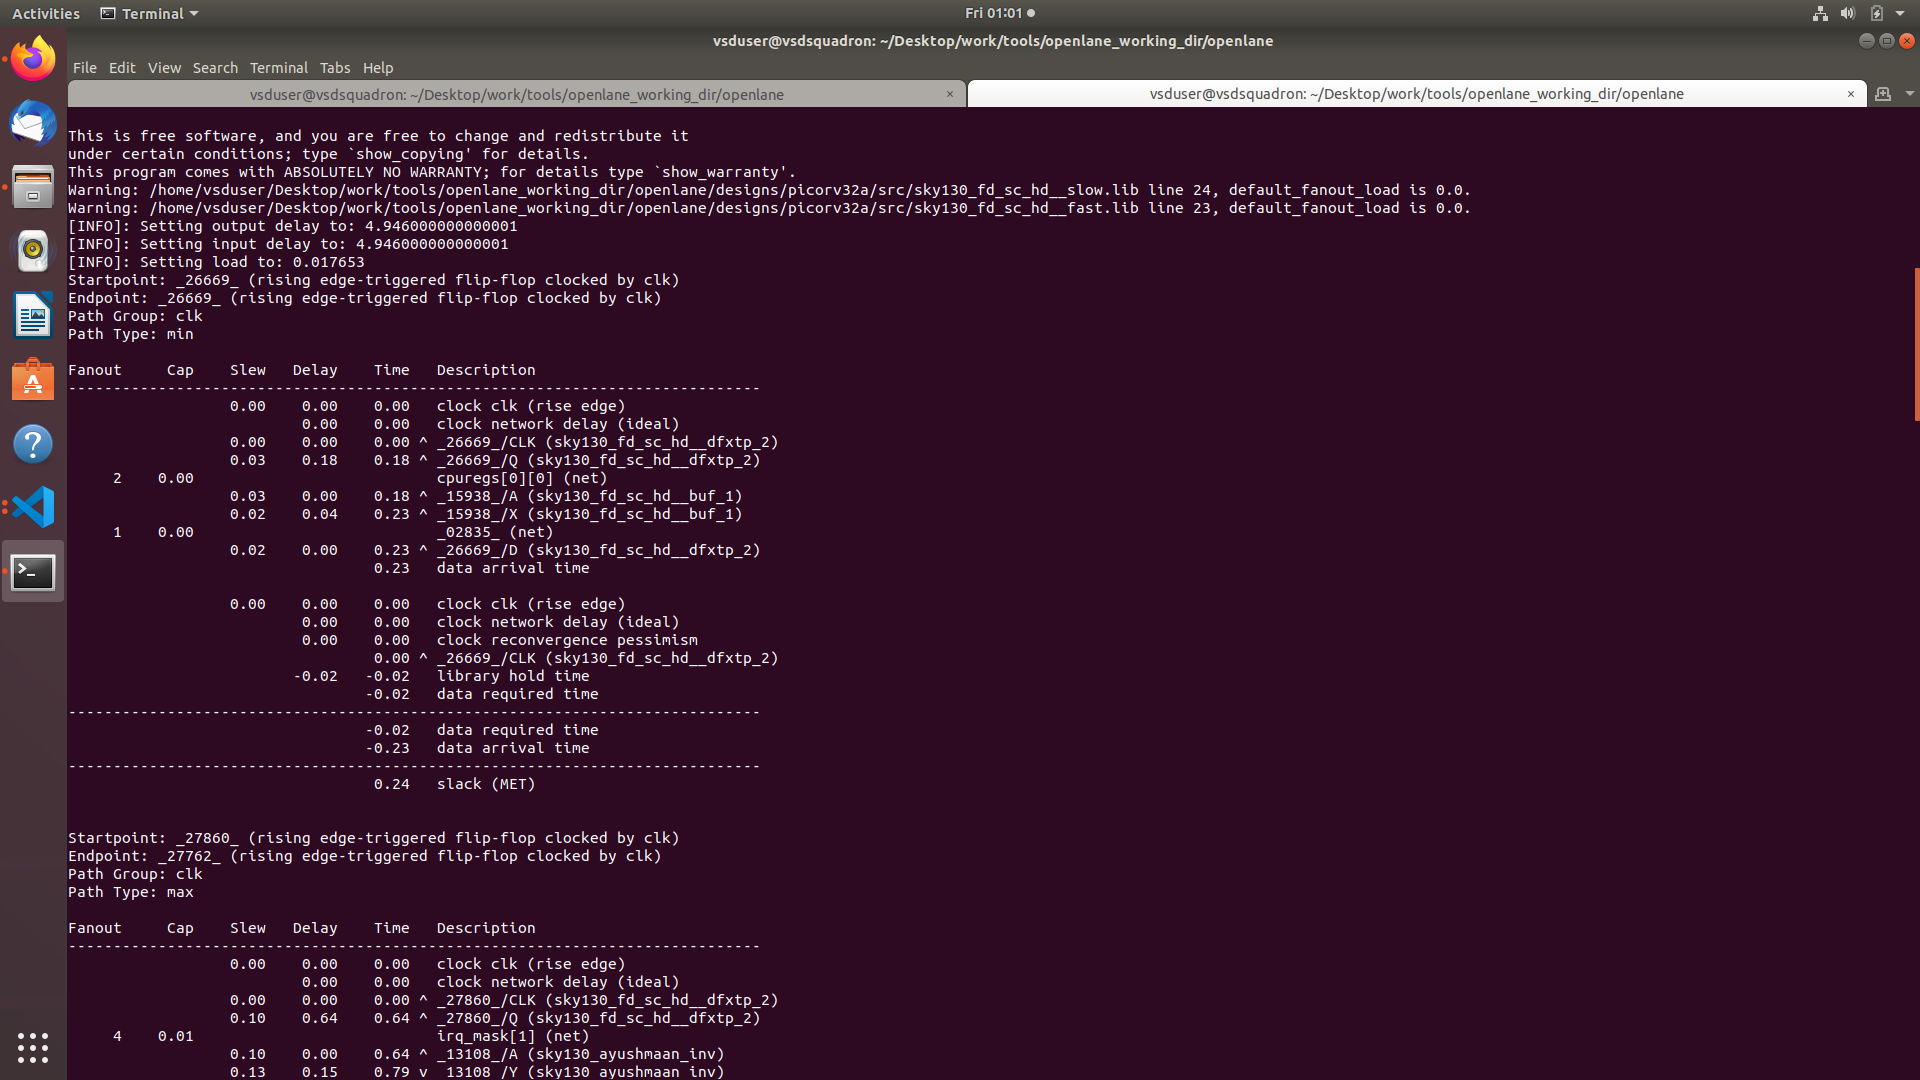 Activities Terminal Fri 01:01
vsduser@vsdsquadron: ~/Desktop/work/tools/openlane_working_dir/openlane
File Edit View Search Terminal Tabs Help
vsduser@vsdsquadron: ~/Desktop/work/tools/openlane_working_dir/openlane × vsduser@vsdsquadron: ~/Desktop/work/tools/openlane_working_dir/openlane ×
This is free software, and you are free to change and redistribute it
under certain conditions; type `show_copying' for details.
This program comes with ABSOLUTELY NO WARRANTY; for details type `show_warranty'.
Warning: /home/vsduser/Desktop/work/tools/openlane_working_dir/openlane/designs/picorv32a/src/sky130_fd_sc_hd__slow.lib line 24, default_fanout_load is 0.0.
Warning: /home/vsduser/Desktop/work/tools/openlane_working_dir/openlane/designs/picorv32a/src/sky130_fd_sc_hd__fast.lib line 23, default_fanout_load is 0.0.
[INFO]: Setting output delay to: 4.946000000000001
[INFO]: Setting input delay to: 4.946000000000001
[INFO]: Setting load to: 0.017653
Startpoint: _26669_ (rising edge-triggered flip-flop clocked by clk)
Endpoint: _26669_ (rising edge-triggered flip-flop clocked by clk)
Path Group: clk
Path Type: min
Fanout     Cap    Slew   Delay    Time   Description
-----------------------------------------------------------------------------
                  0.00    0.00    0.00   clock clk (rise edge)
                          0.00    0.00   clock network delay (ideal)
                  0.00    0.00    0.00 ^ _26669_/CLK (sky130_fd_sc_hd__dfxtp_2)
                  0.03    0.18    0.18 ^ _26669_/Q (sky130_fd_sc_hd__dfxtp_2)
     2    0.00                           cpuregs[0][0] (net)
                  0.03    0.00    0.18 ^ _15938_/A (sky130_fd_sc_hd__buf_1)
                  0.02    0.04    0.23 ^ _15938_/X (sky130_fd_sc_hd__buf_1)
     1    0.00                           _02835_ (net)
                  0.02    0.00    0.23 ^ _26669_/D (sky130_fd_sc_hd__dfxtp_2)
                                  0.23   data arrival time
                  0.00    0.00    0.00   clock clk (rise edge)
                          0.00    0.00   clock network delay (ideal)
                          0.00    0.00   clock reconvergence pessimism
                                  0.00 ^ _26669_/CLK (sky130_fd_sc_hd__dfxtp_2)
                         -0.02   -0.02   library hold time
                                 -0.02   data required time
-----------------------------------------------------------------------------
                                 -0.02   data required time
                                 -0.23   data arrival time
-----------------------------------------------------------------------------
                                  0.24   slack (MET)
Startpoint: _27860_ (rising edge-triggered flip-flop clocked by clk)
Endpoint: _27762_ (rising edge-triggered flip-flop clocked by clk)
Path Group: clk
Path Type: max
Fanout     Cap    Slew   Delay    Time   Description
-----------------------------------------------------------------------------
                  0.00    0.00    0.00   clock clk (rise edge)
                          0.00    0.00   clock network delay (ideal)
                  0.00    0.00    0.00 ^ _27860_/CLK (sky130_fd_sc_hd__dfxtp_2)
                  0.10    0.64    0.64 ^ _27860_/Q (sky130_fd_sc_hd__dfxtp_2)
     4    0.01                           irq_mask[1] (net)
                  0.10    0.00    0.64 ^ _13108_/A (sky130_ayushmaan_inv)
                  0.13    0.15    0.79 v _13108_/Y (sky130_ayushmaan_inv)